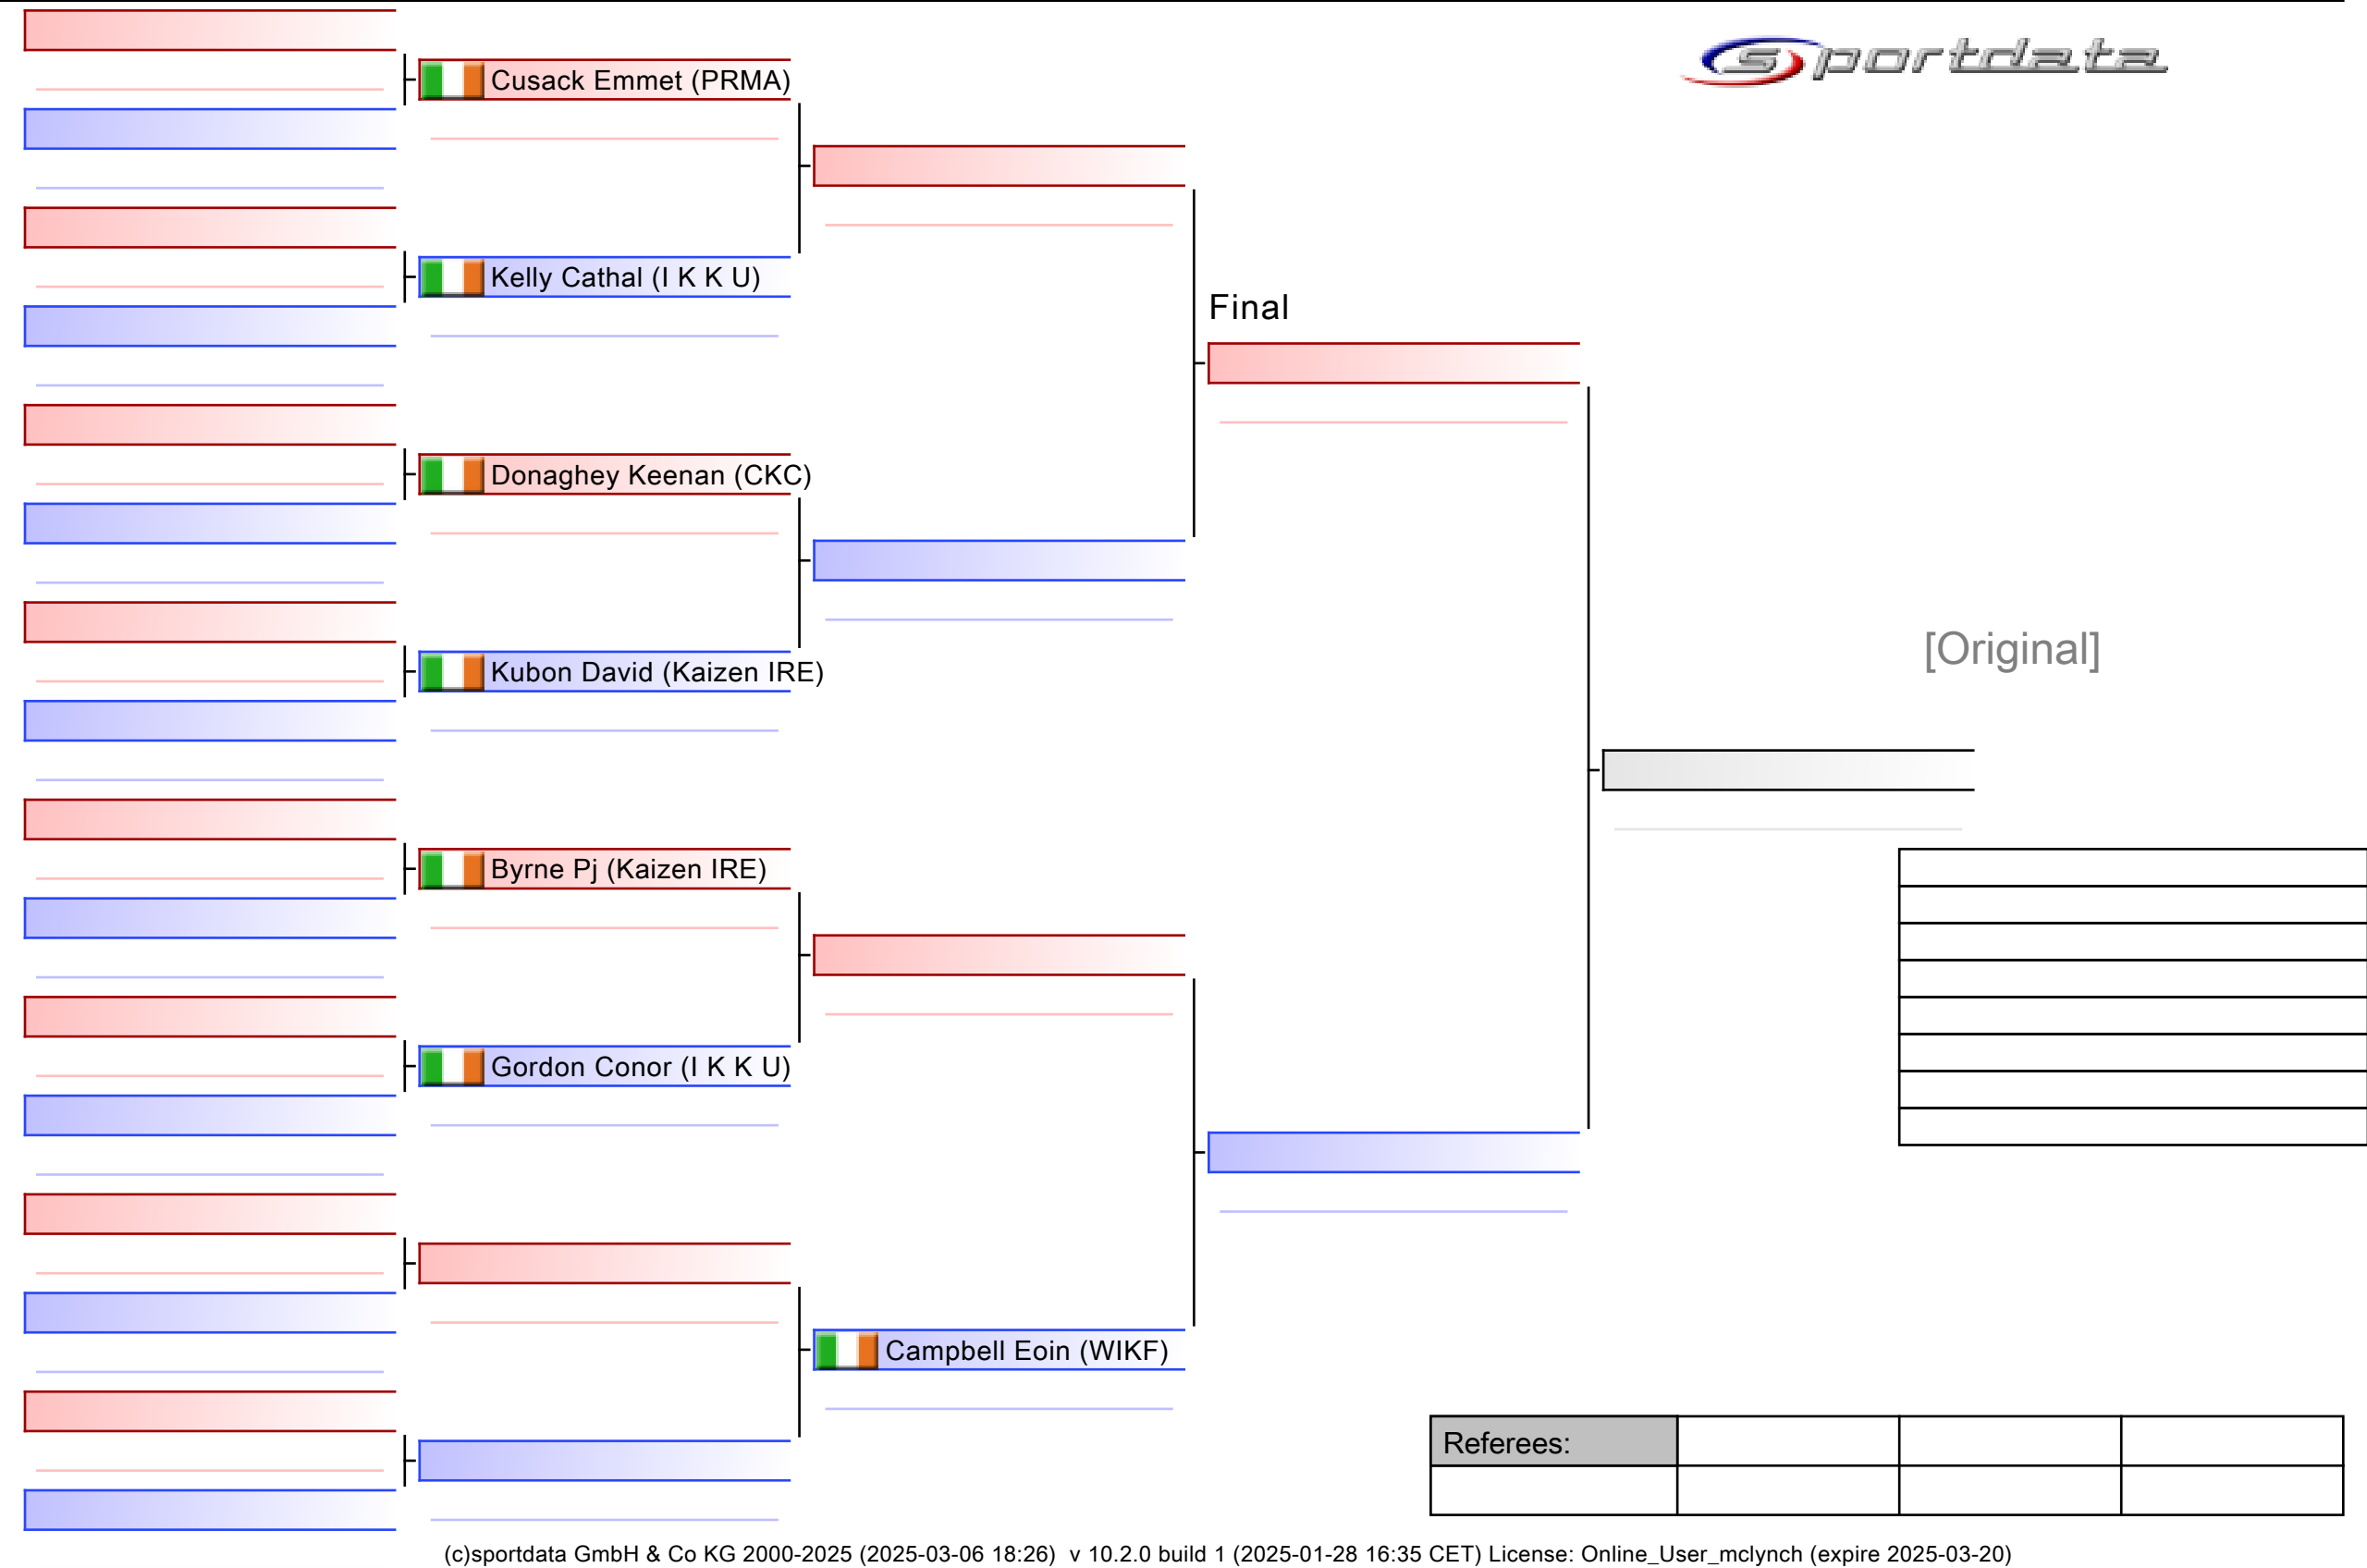 sportdata
Cusack Emmet (PRMA)
Kelly Cathal (I K K U)
Final
Donaghey Keenan (CKC)
[Original]
Kubon David (Kaizen IRE)
Byrne Pj (Kaizen IRE)
Gordon Conor (I K K U)
Campbell Eoin (WIKF)
Referees:
(c)sportdata GmbH & Co KG 2000-2025 (2025-03-06 18:26)  v 10.2.0 build 1 (2025-01-28 16:35 CET) License: Online_User_mclynch (expire 2025-03-20)